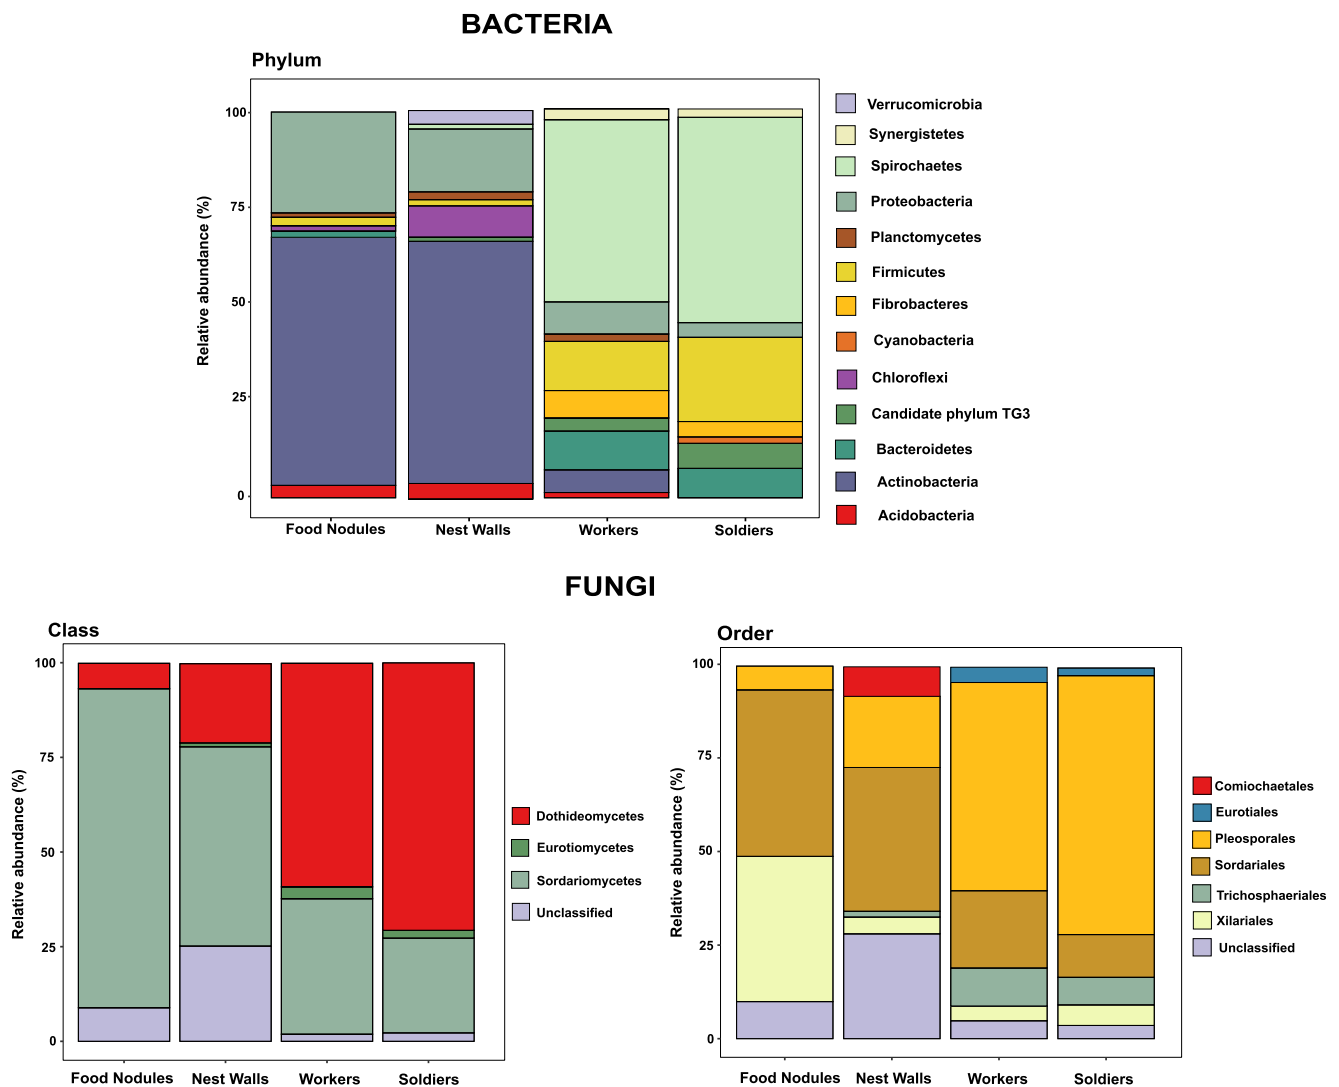 BACTERIA
Phylum
Relative abundance (%)
100
75
50
25
0
Food Nodules
Nest Walls
Workers
Soldiers
Verrucomicrobia
Synergistetes
Spirochaetes
Proteobacteria
Planctomycetes
Firmicutes
Fibrobacteres
Cyanobacteria
Chloroflexi
Candidate phylum TG3
Bacteroidetes
Actinobacteria
Acidobacteria
FUNGI
Class
Relative abundance (%)
100
75
50
25
0
Food Nodules
Nest Walls
Workers
Soldiers
Dothideomycetes
Eurotiomycetes
Sordariomycetes
Unclassified
Order
Relative abundance (%)
100
75
50
25
0
Food Nodules
Nest Walls
Workers
Soldiers
Comiochaetales
Eurotiales
Pleosporales
Sordariales
Trichosphaeriales
Xilariales
Unclassified